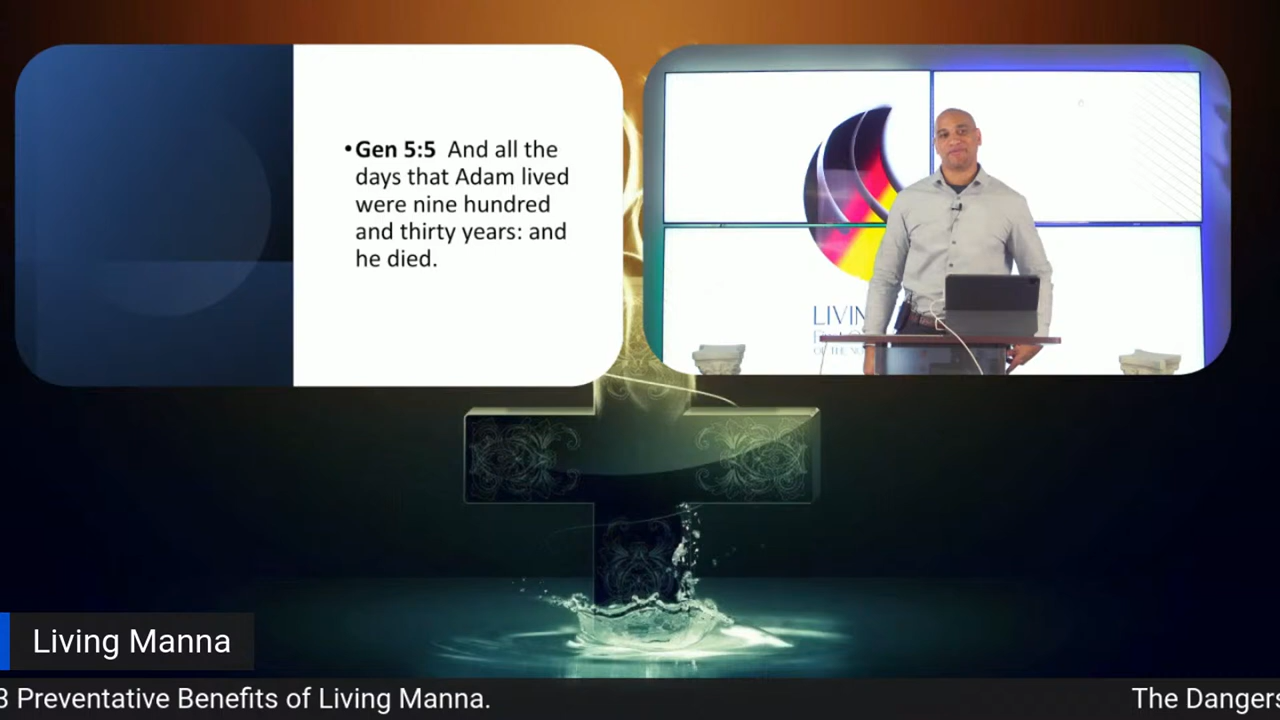 •Gen 5:5 And all the
days that Adam lived
were nine hundred
and thirty years: and
he died.
Living Manna
3 Preventative Benefits of Living Manna.
The Dangers